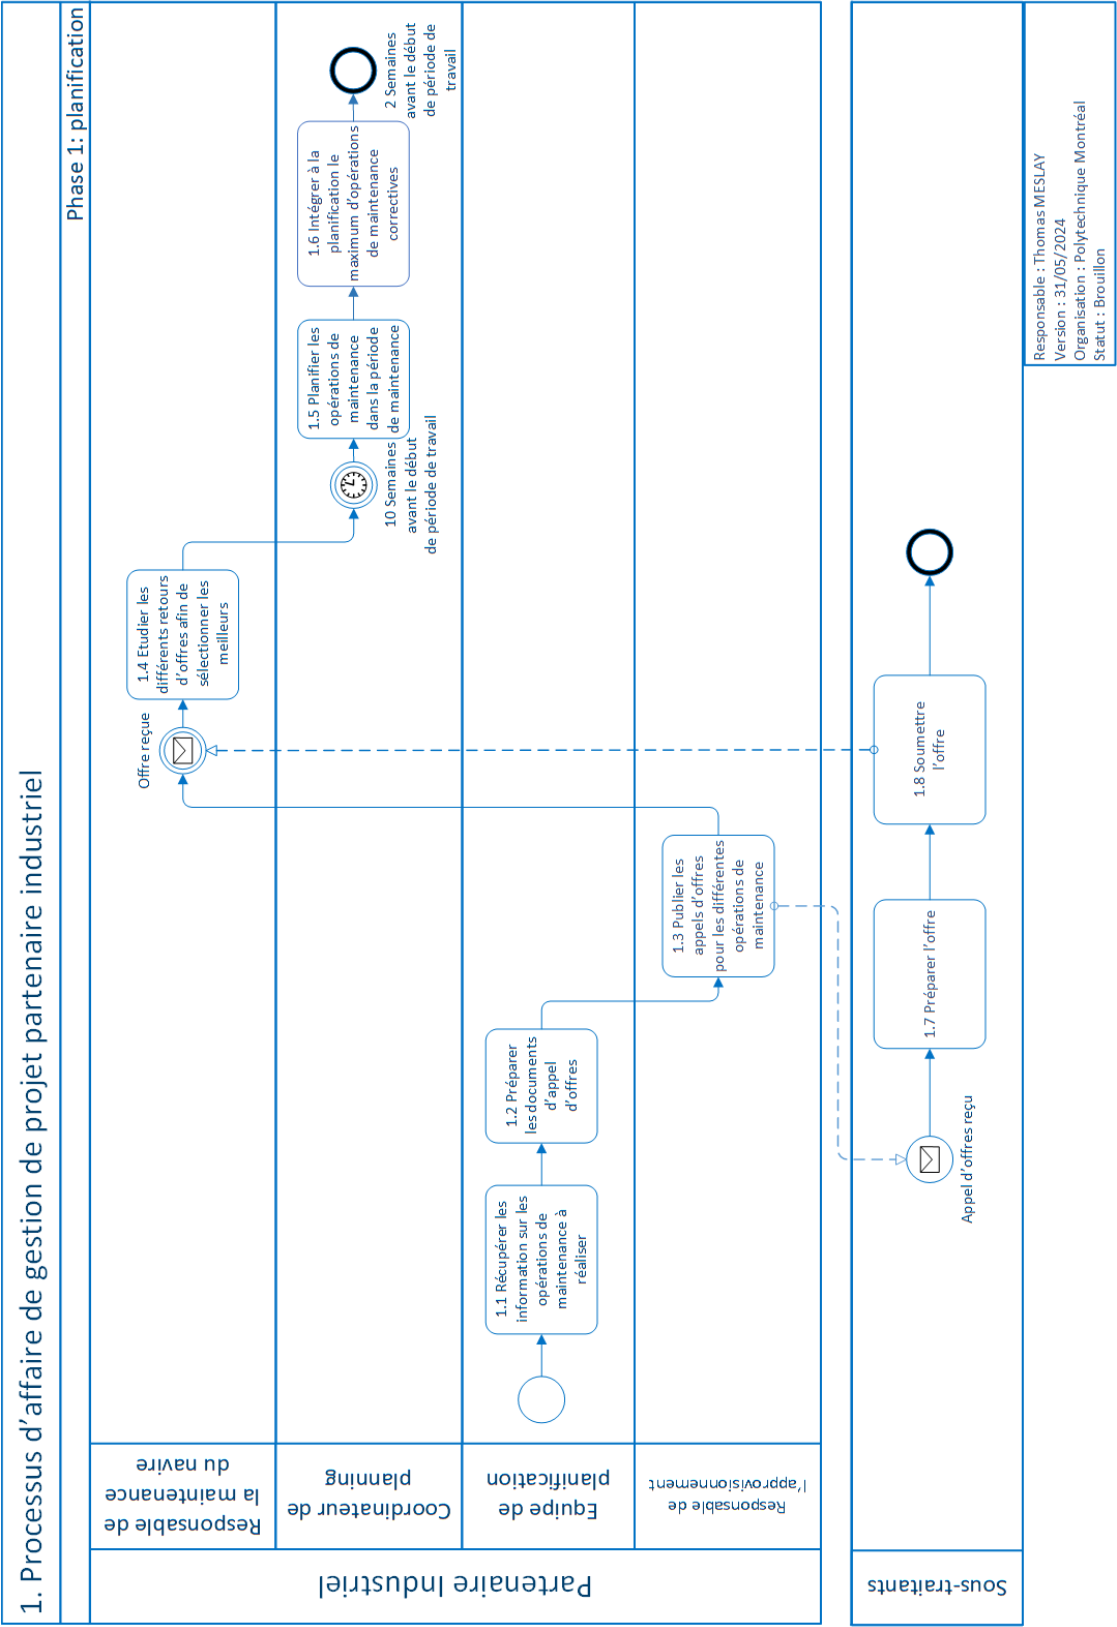 1. Processus d’affaire de gestion de projet partenaire industriel
Phase 1: planification
Partenaire Industriel
Responsable de
la maintenance
du navire
Offre reçue
1.4 Etudier les
différents retours
d’offres afin de
sélectionner les
meilleurs
Coordinateur de
planning
10 Semaines
avant le début
de période de travail
1.5 Planifier les
opérations de
maintenance
dans la période
de maintenance
1.6 Intégrer à la
planification le
maximum d’opérations
de maintenance
correctives
2 Semaines
avant le début
de période de
travail
Equipe de
planification
1.1 Récupérer les
information sur les
opérations de
maintenance à
réaliser
1.2 Préparer
les documents
d’appel
d’offres
Responsable de
l’approvisionnement
1.3 Publier les
appels d’offres
pour les différentes
opérations de
maintenance
Sous-traitants
Appel d’offres reçu
1.7 Préparer l’offre
1.8 Soumettre
l’offre
Responsable : Thomas MESLAY
Version : 31/05/2024
Organisation : Polytechnique Montréal
Statut : Brouillon